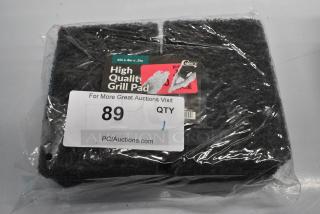 High
Quality
Grill Pad
For More Great Auctions Visit
89
QTY
1
PCIAuctions.com